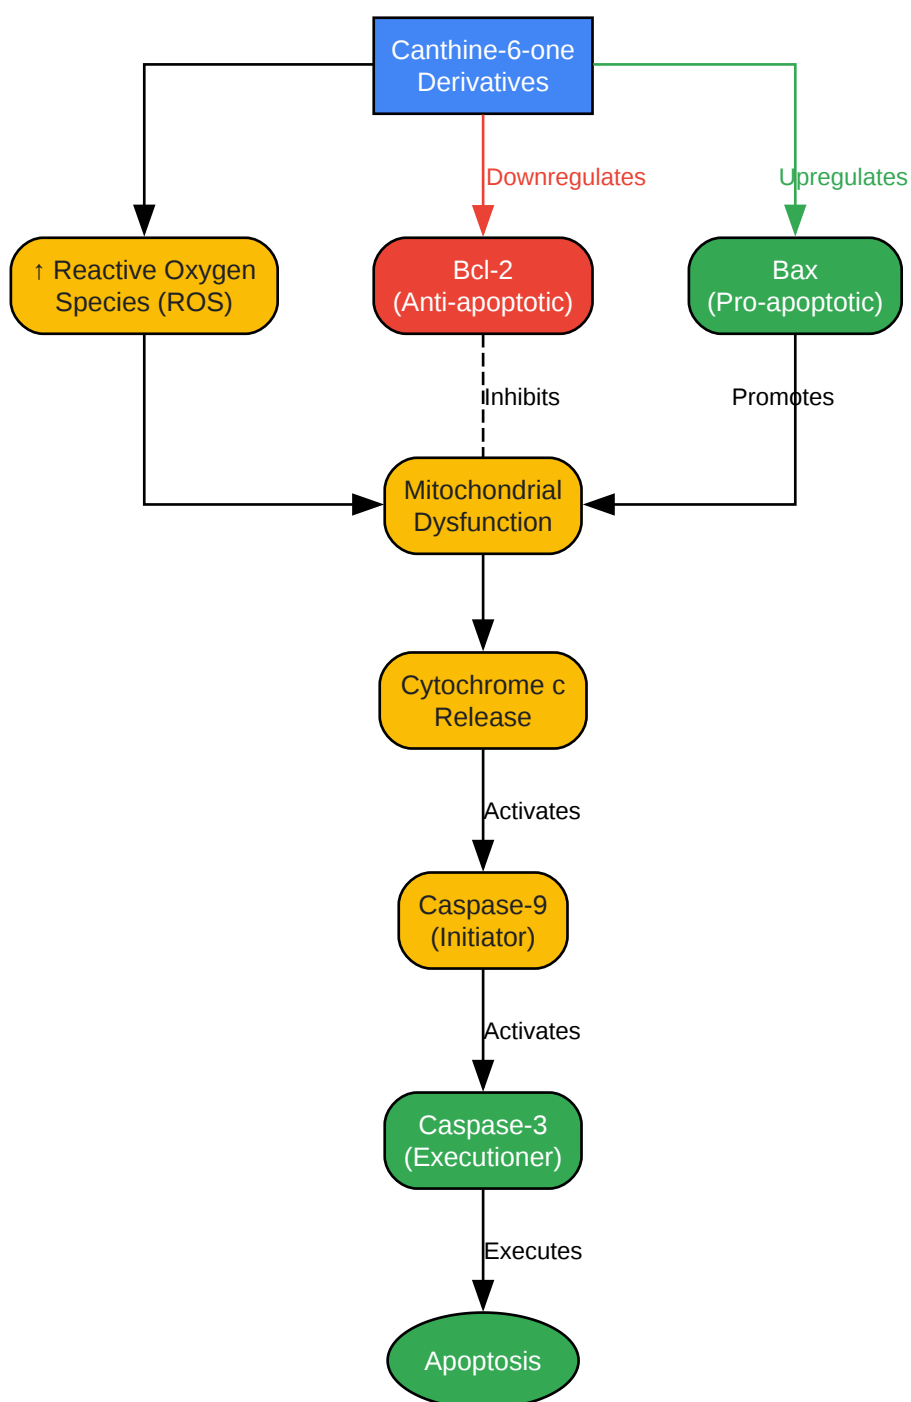 Canthine-6-one
Derivatives
Downregulates
Upregulates
↑ Reactive Oxygen
Species (ROS)
Bcl-2
(Anti-apoptotic)
Bax
(Pro-apoptotic)
Inhibits
Promotes
Mitochondrial
Dysfunction
Cytochrome c
Release
Activates
Caspase-9
(Initiator)
Activates
Caspase-3
(Executioner)
Executes
Apoptosis